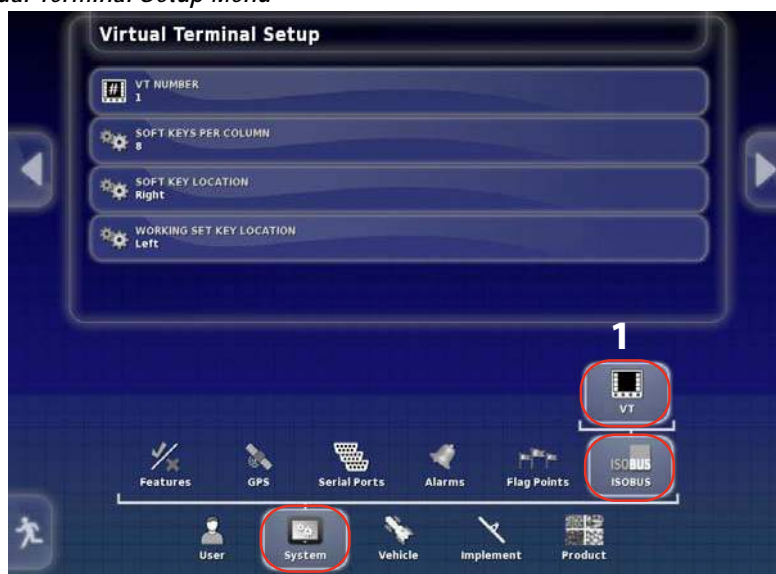 Virtual Terminal Setup
#
VT NUMBER
1
SOFT KEYS PER COLUMN
8
SOFT KEY LOCATION
Right
WORKING SET KEY LOCATION
Left
1
VT
Features GPS Serial Ports Alarms Flag Points ISOBUS
ISOBUS
User System Vehicle Implement Product